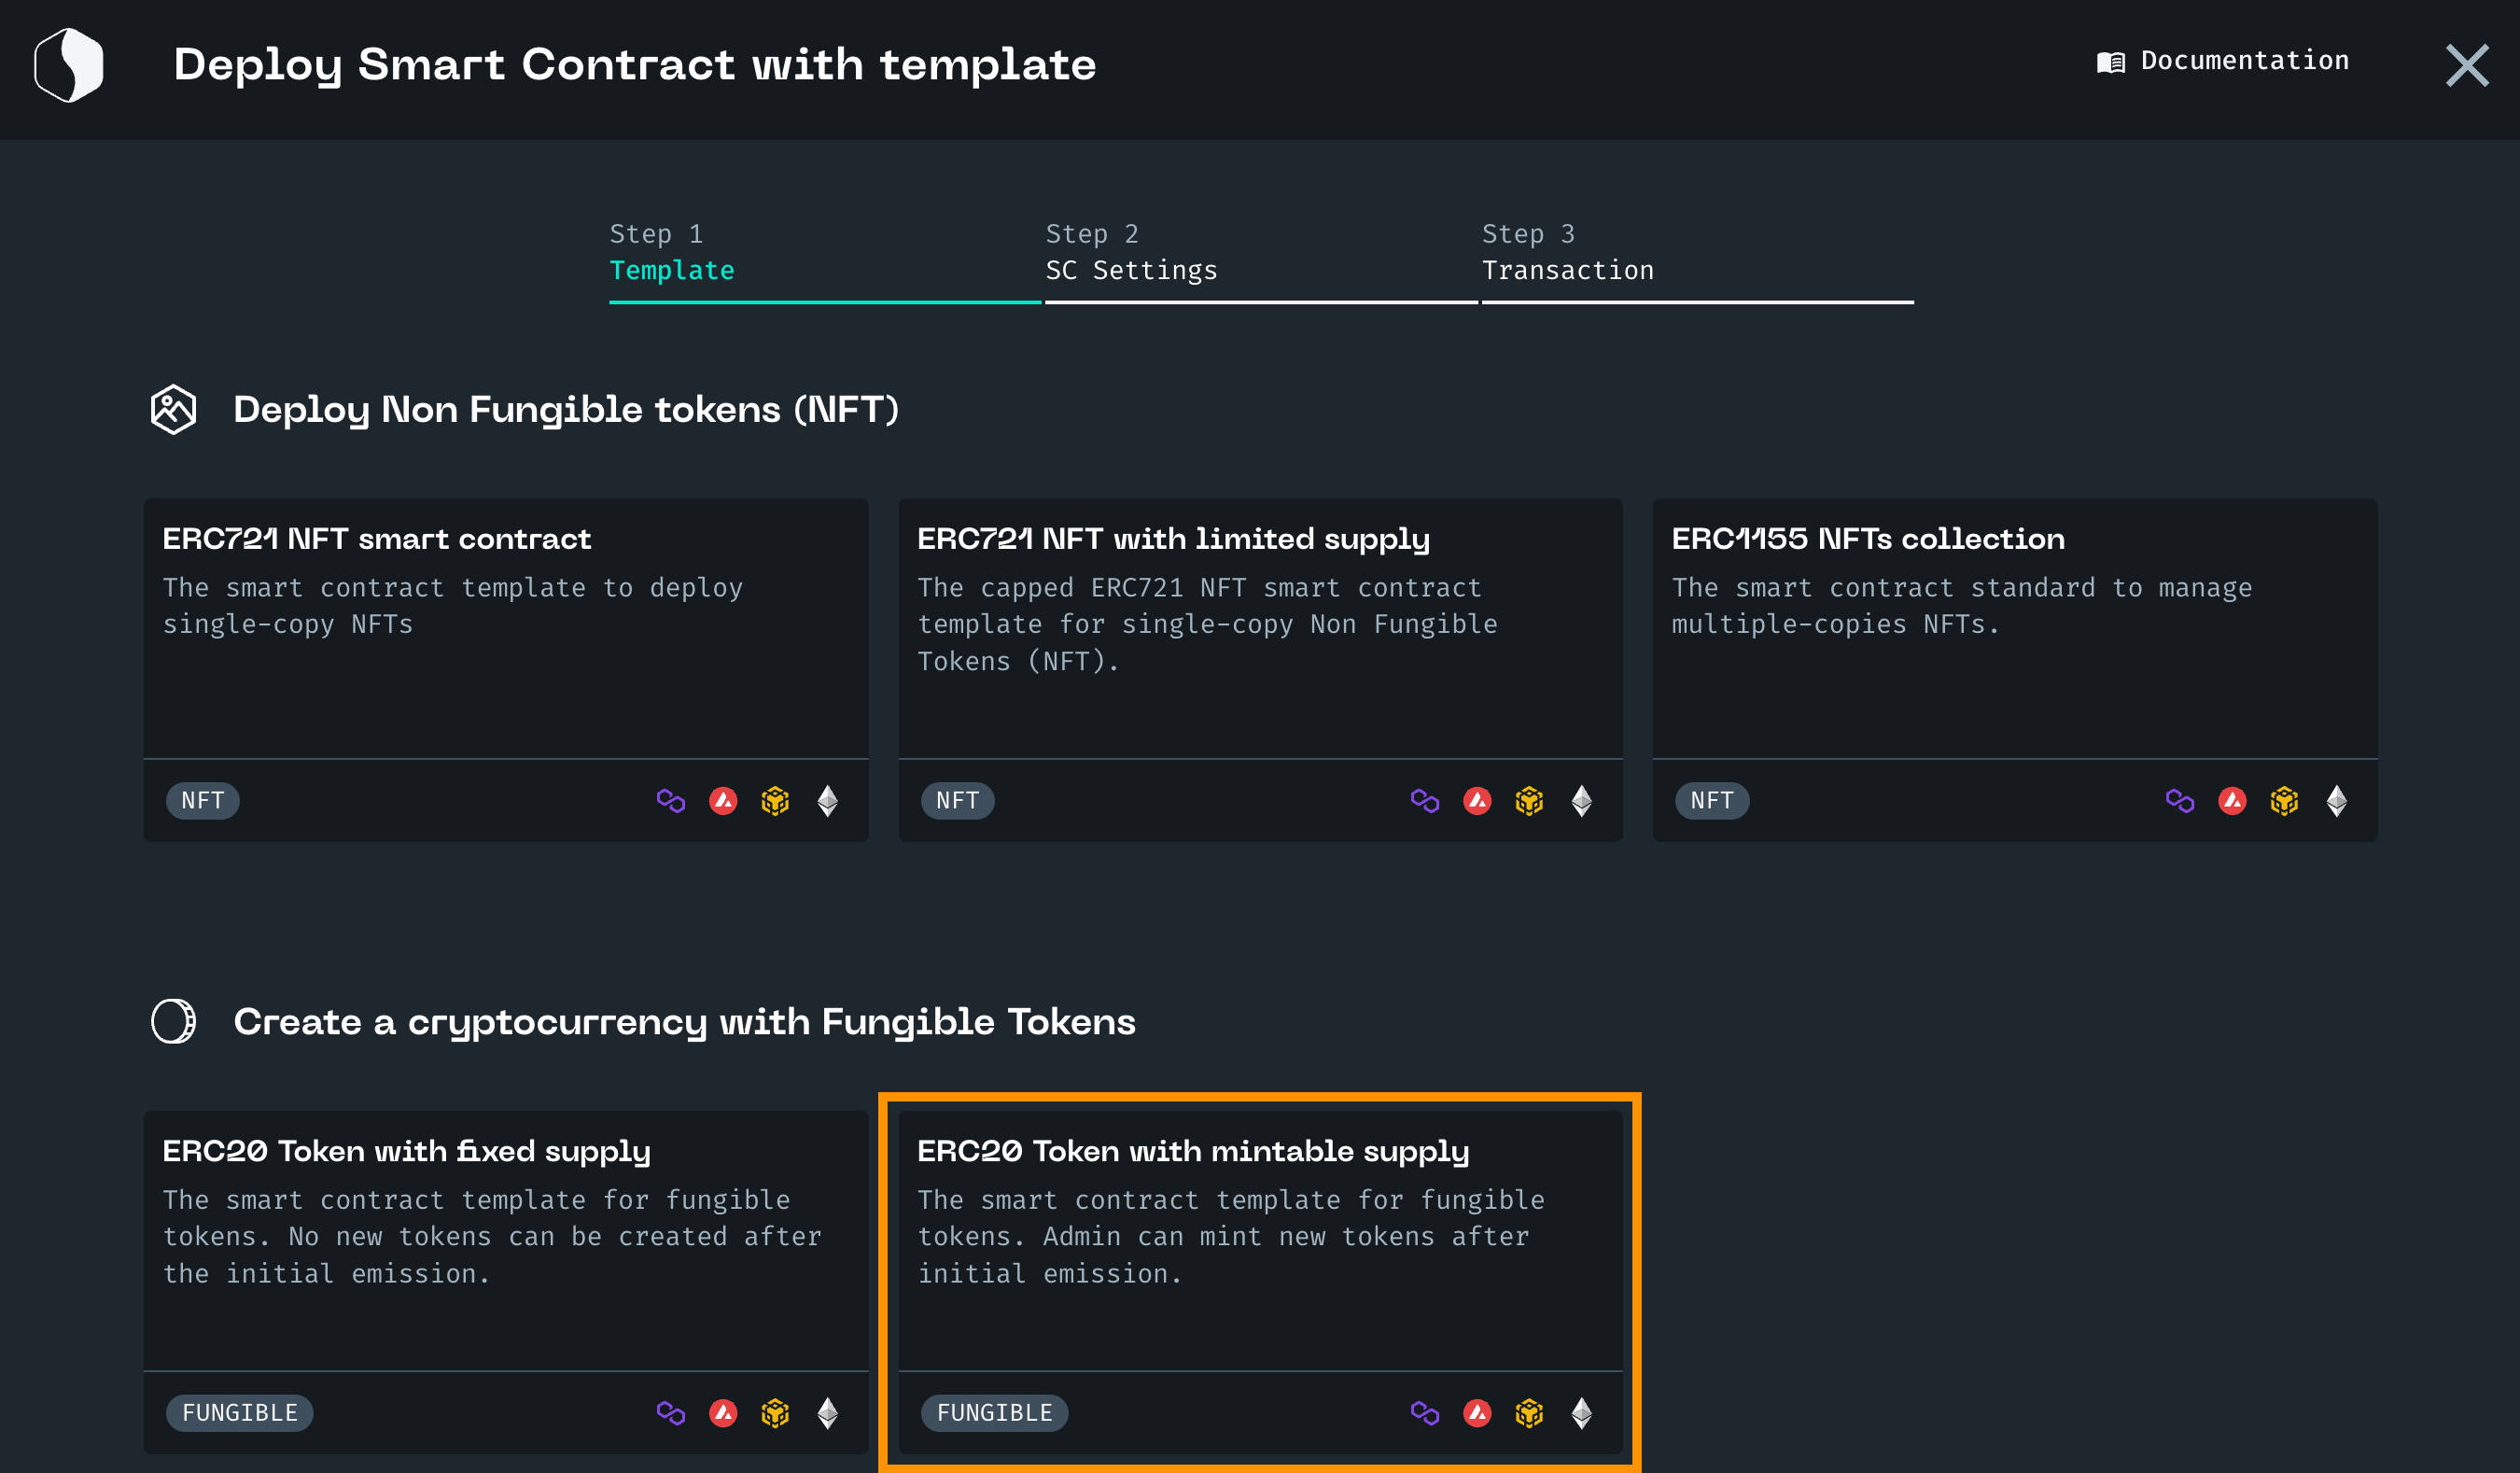 Deploy Smart Contract with template
Documentation
Step 1
Template
Step 2
SC Settings
Step 3
Transaction
Deploy Non Fungible tokens (NFT)
ERC721 NFT smart contract
The smart contract template to deploy
single-copy NFTs
NFT
ERC721 NFT with limited supply
The capped ERC721 NFT smart contract
template for single-copy Non Fungible
Tokens (NFT).
NFT
ERC1155 NFTs collection
The smart contract standard to manage
multiple-copies NFTs.
NFT
Create a cryptocurrency with Fungible Tokens
ERC20 Token with fixed supply
The smart contract template for fungible
tokens. No new tokens can be created after
the initial emission.
FUNGIBLE
ERC20 Token with mintable supply
The smart contract template for fungible
tokens. Admin can mint new tokens after
initial emission.
FUNGIBLE